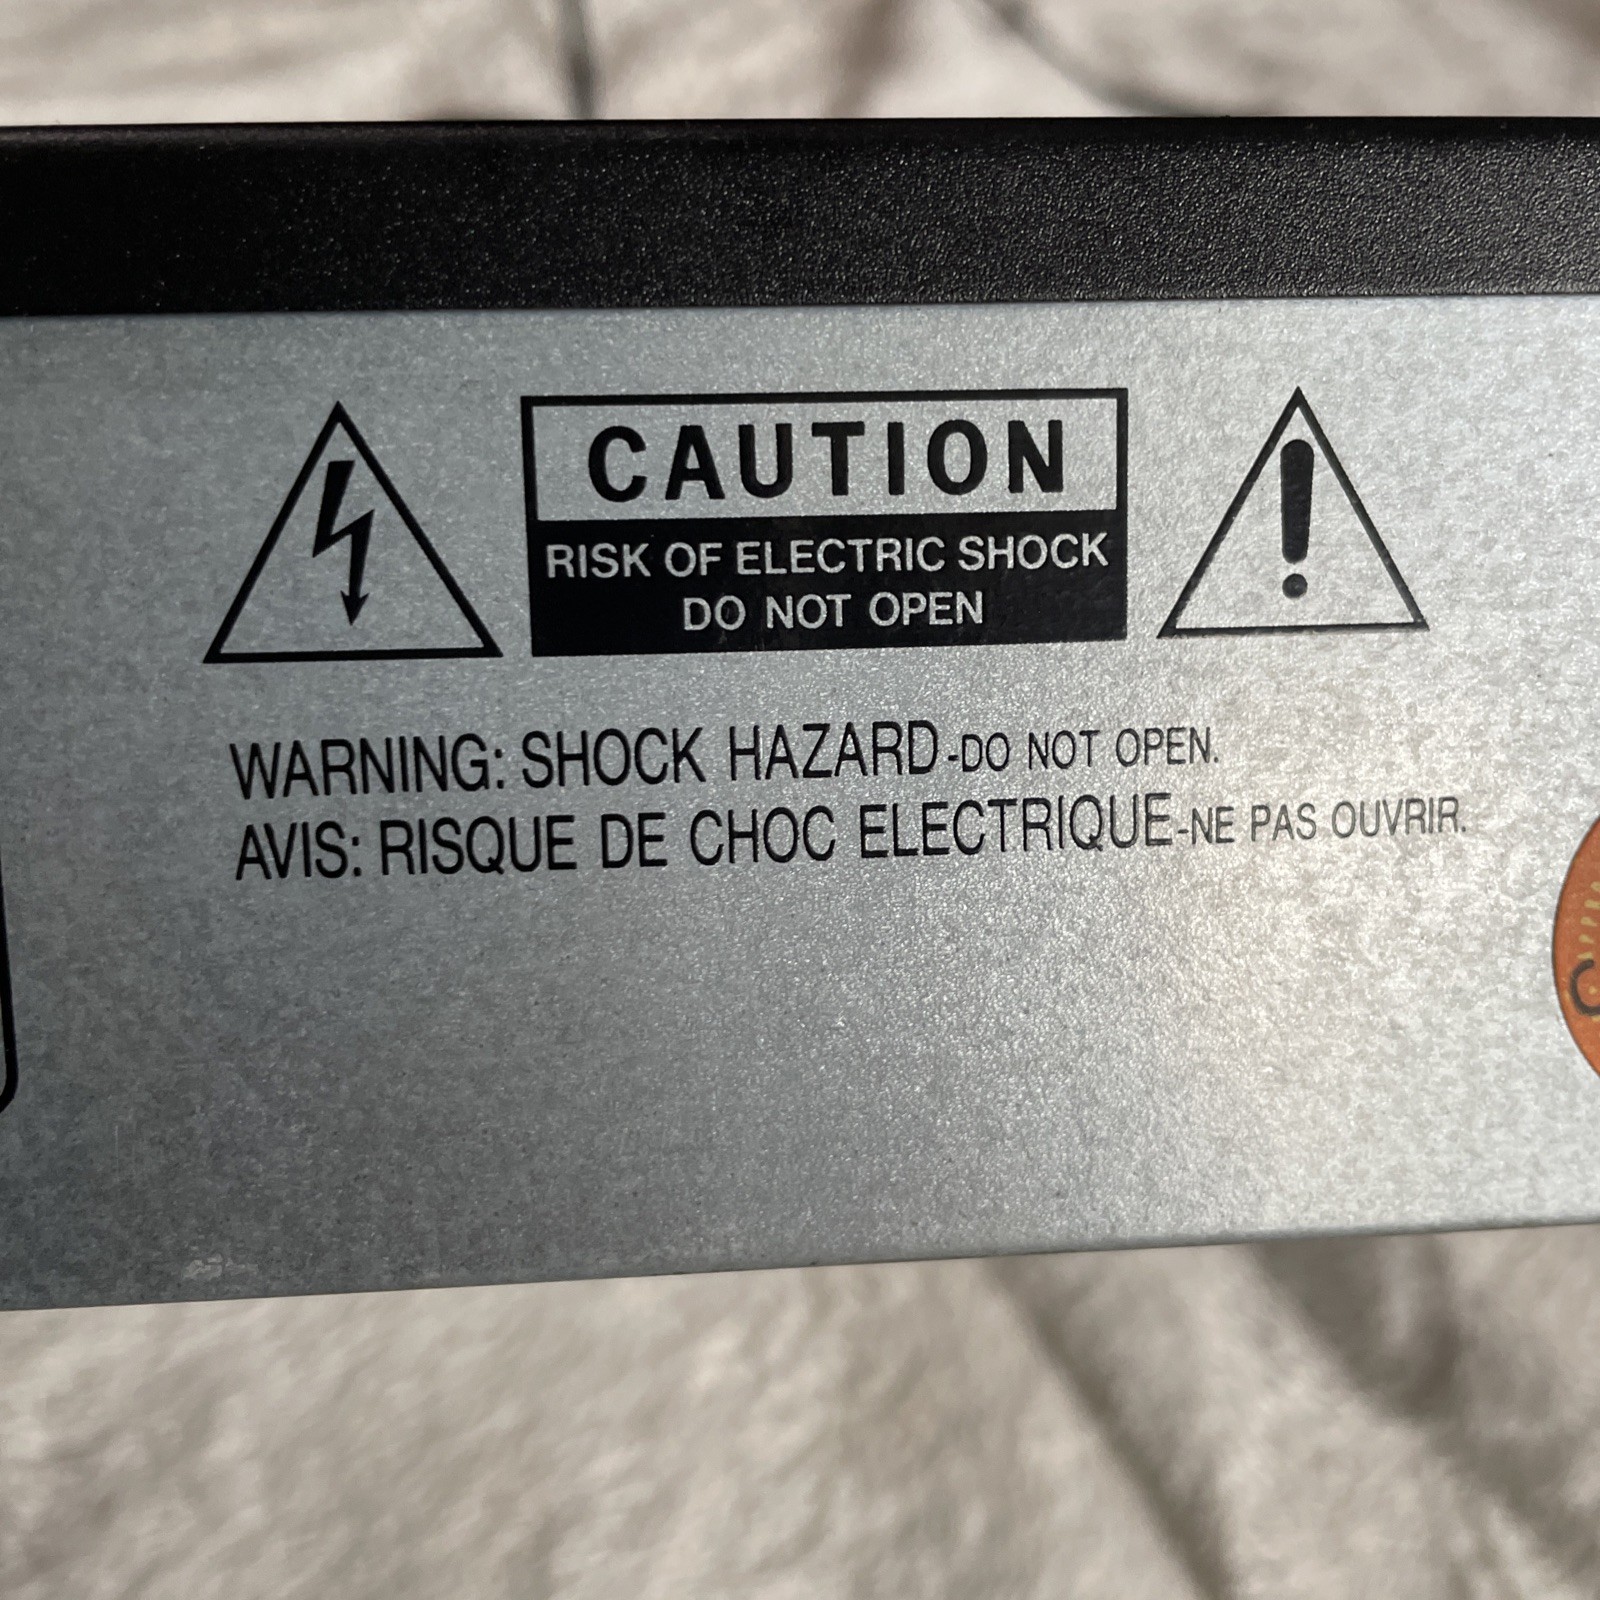 CAUTION
RISK OF ELECTRIC SHOCK
DO NOT OPEN
WARNING: SHOCK HAZARD-DO NOT OPEN.
AVIS: RISQUE DE CHOC ELECTRIQUE-NE PAS OUVRIR.